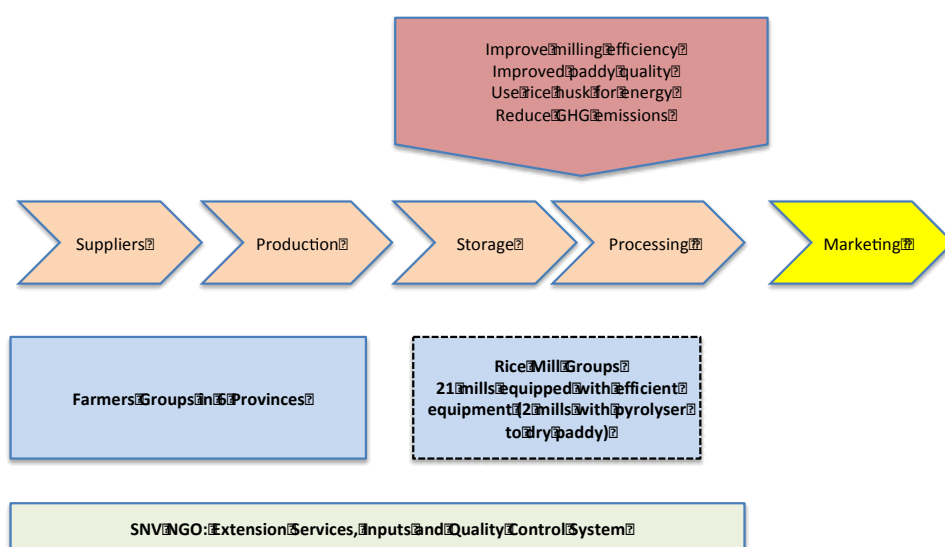 Improve milling efficiency
Improved paddy quality
Use rice husk for energy
Reduce GHG emissions
Suppliers
Production
Storage
Processing
Marketing
Farmers Groups in 6 Provinces
Rice Mill Groups
21 mills equipped with efficient
equipment (2 mills with pyrolyser
to dry paddy)
SNV NGO: Extension Services, Inputs and Quality Control System